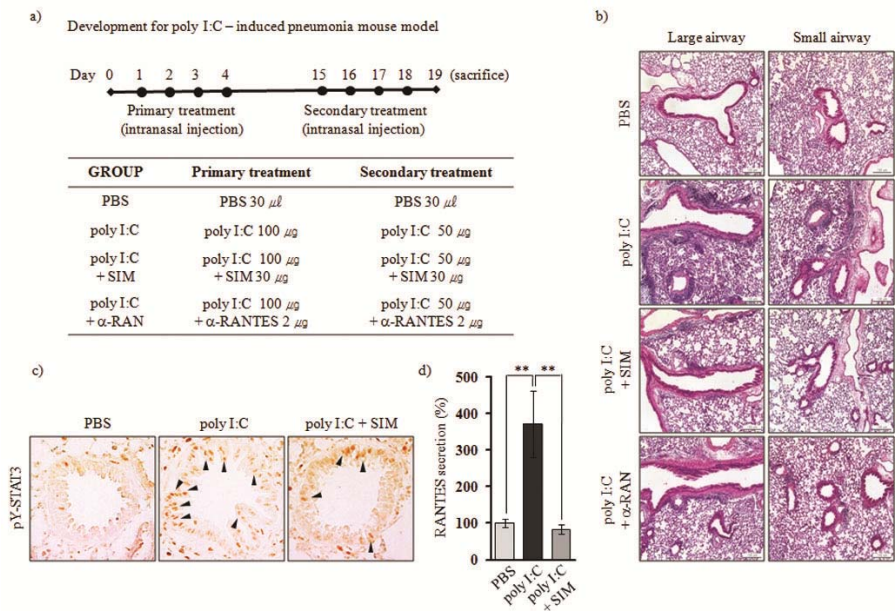 a)
Development for poly I:C – induced pneumonia mouse model
Day 0 1 2 3 4 15 16 17 18 19 (sacrifice)
Primary treatment Secondary treatment
(intranasal injection) (intranasal injection)
GROUP Primary treatment Secondary treatment
PBS PBS 30 μℓ PBS 30 μℓ
poly I:C poly I:C 100 μg poly I:C 50 μg
poly I:C poly I:C 100 μg poly I:C 50 μg
+ SIM + SIM 30 μg + SIM 30 μg
poly I:C poly I:C 100 μg poly I:C 50 μg
+ α-RAN + α-RANTES 2 μg + α-RANTES 2 μg
b)
Large airway Small airway
PBS
poly I:C
poly I:C
+ SIM
poly I:C
+ α-RAN
c)
PBS poly I:C poly I:C + SIM
pY-STAT3
d)
** **
RANTES secretion (%)
500
400
300
200
100
0
PBS
poly I:C
poly I:C
+ SIM